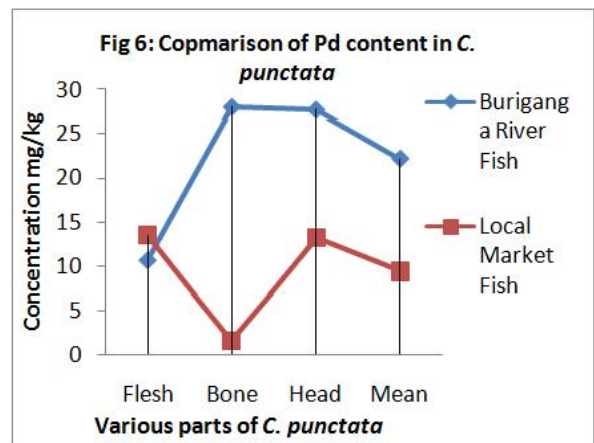 Fig 6: Copmarison of Pd content in C.
punctata
30
25
20
15
10
5
0
Concentration mg/kg
Flesh Bone Head Mean
Various parts of C. punctata
Burigang
a River
Fish
Local
Market
Fish